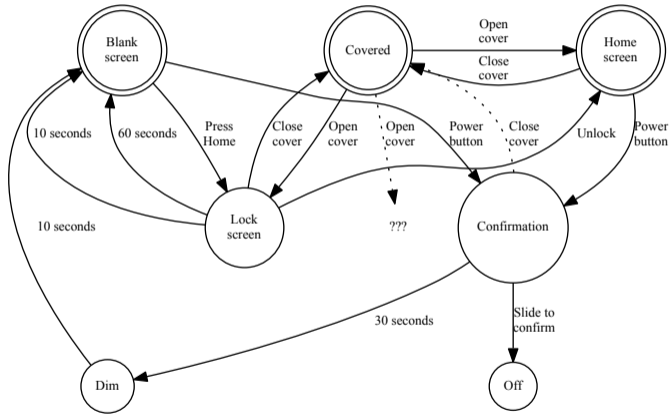 Open
cover
Blank
screen
Covered
Home
screen
Close
cover
10 seconds
60 seconds
Press
Home
Close
cover
Open
cover
Open
cover
Power
button
Close
cover
Unlock
Power
button
Lock
screen
10 seconds
???
Confirmation
30 seconds
Slide to
confirm
Dim
Off